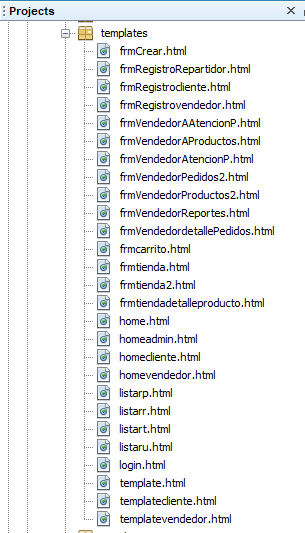 Projects
templates
frmCrear.html
frmRegistroRepartidor.html
frmRegistrocliente.html
frmRegistrovendedor.html
frmVendedorAAtencionP.html
frmVendedorAProductos.html
frmVendedorAtencionP.html
frmVendedorPedidos2.html
frmVendedorProductos2.html
frmVendedorReportes.html
frmVendedordetallePedidos.html
frmcarrito.html
frmtienda.html
frmtienda2.html
frmtiendadetalleproducto.html
home.html
homeadmin.html
homecliente.html
homevendedor.html
listarp.html
listarr.html
listart.html
listaru.html
login.html
template.html
templatecliente.html
templatevendedor.html